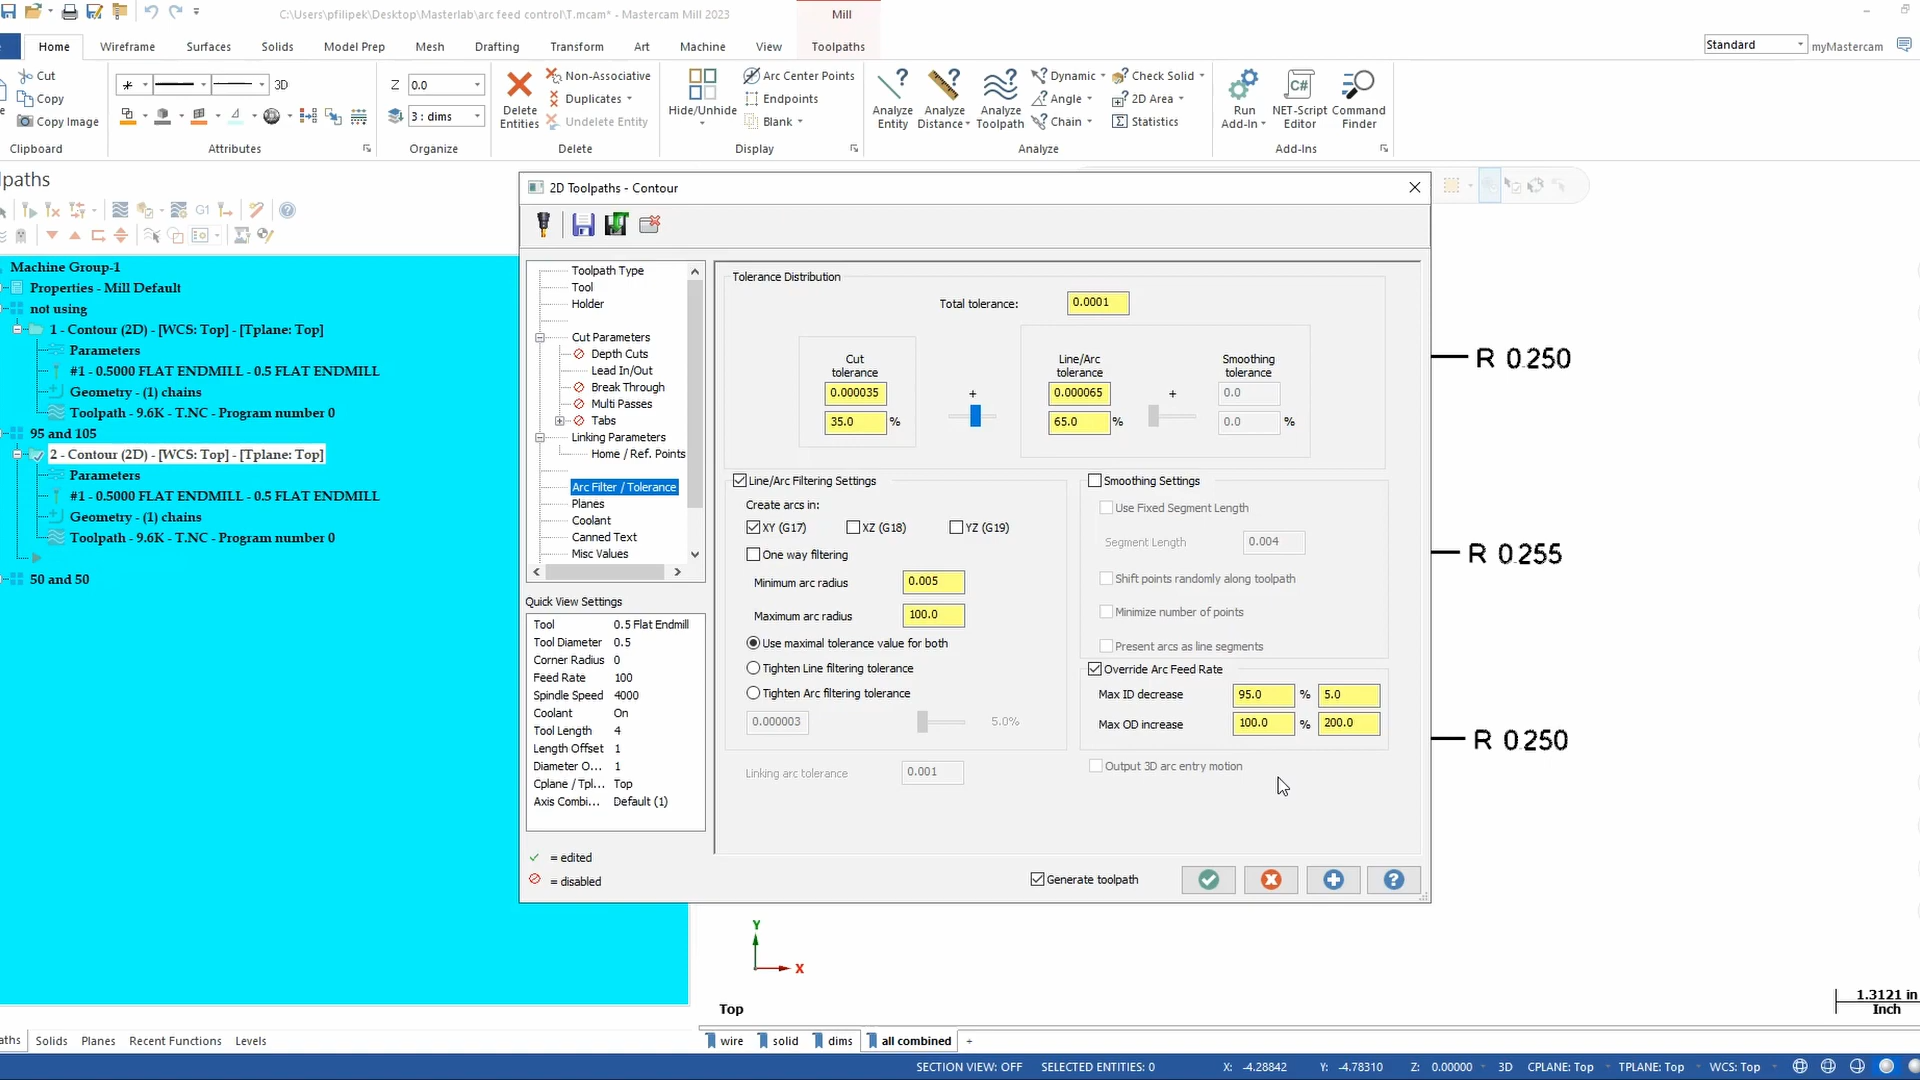 C:\Users\pfilipek\Desktop\Masterlab\arc feed control\T.mcam* - Mastercam Mill 2023
Mill
Home Wireframe Surfaces Solids Model Prep Mesh Drafting Transform Art Machine View Toolpaths
Standard myMastercam
Cut
Copy
Copy Image
Clipboard
3D
Attributes
Z 0.0
3 : dims
Organize
Delete Entities
Non-Associative
Duplicates
Undelete Entity
Delete
Hide/Unhide
Arc Center Points
Endpoints
Blank
Display
Analyze Entity
Analyze Distance
Analyze Toolpath
Dynamic
Angle
Chain
Check Solid
2D Area
Statistics
Analyze
Run Add-In
NET-Script Editor
Command Finder
Add-Ins
lpaths
G1
Machine Group-1
Properties - Mill Default
not using
1 - Contour (2D) - [WCS: Top] - [Tplane: Top]
Parameters
#1 - 0.5000 FLAT ENDMILL - 0.5 FLAT ENDMILL
Geometry - (1) chains
Toolpath - 9.6K - T.NC - Program number 0
95 and 105
2 - Contour (2D) - [WCS: Top] - [Tplane: Top]
Parameters
#1 - 0.5000 FLAT ENDMILL - 0.5 FLAT ENDMILL
Geometry - (1) chains
Toolpath - 9.6K - T.NC - Program number 0
50 and 50
2D Toolpaths - Contour
Toolpath Type
Tool
Holder
Cut Parameters
Depth Cuts
Lead In/Out
Break Through
Multi Passes
Tabs
Linking Parameters
Home / Ref. Points
Arc Filter / Tolerance
Planes
Coolant
Canned Text
Misc Values
Quick View Settings
Tool 0.5 Flat Endmill
Tool Diameter 0.5
Corner Radius 0
Feed Rate 100
Spindle Speed 4000
Coolant On
Tool Length 4
Length Offset 1
Diameter O... 1
Cplane / Tpl... Top
Axis Combi... Default (1)
= edited
= disabled
Tolerance Distribution
Total tolerance: 0.0001
Cut tolerance
0.000035
35.0 %
+
Line/Arc tolerance
0.000065
65.0 %
+
Smoothing tolerance
0.0
0.0 %
Line/Arc Filtering Settings
Create arcs in:
XY (G17) XZ (G18) YZ (G19)
One way filtering
Minimum arc radius 0.005
Maximum arc radius 100.0
Use maximal tolerance value for both
Tighten Line filtering tolerance
Tighten Arc filtering tolerance
0.000003 5.0%
Linking arc tolerance 0.001
Smoothing Settings
Use Fixed Segment Length
Segment Length 0.004
Shift points randomly along toolpath
Minimize number of points
Present arcs as line segments
Override Arc Feed Rate
Max ID decrease 95.0 % 5.0
Max OD increase 100.0 % 200.0
Output 3D arc entry motion
Generate toolpath
R 0.250
R 0.255
R 0.250
Y
X
Top
1.3121 in
Inch
aths Solids Planes Recent Functions Levels
wire solid dims all combined +
SECTION VIEW: OFF SELECTED ENTITIES: 0 X: -4.28842 Y: -4.78310 Z: 0.00000 3D CPLANE: Top TPLANE: Top WCS: Top